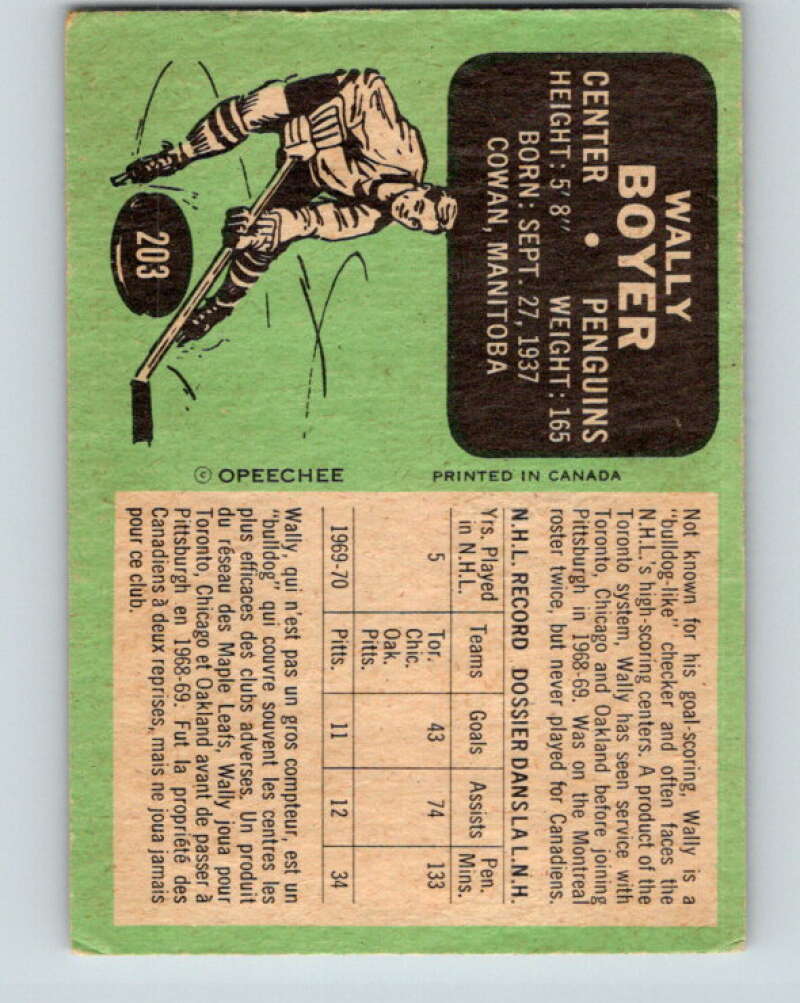 WALLY
BOYER
CENTER • PENGUINS
HEIGHT: 5'8" WEIGHT: 165
BORN: SEPT. 27, 1937
COWAN, MANITOBA
203
© OPEECHEE PRINTED IN CANADA
Not known for his goal-scoring, Wally is a
"bulldog-like" checker and often faces the
N.H.L.'s high-scoring centers. A product of the
Toronto system, Wally has seen service with
Toronto, Chicago and Oakland before joining
Pittsburgh in 1968-69. Was on the Montreal
roster twice, but never played for Canadiens.
N.H.L. RECORD DOSSIER DANS LA L.N.H.
Yrs. Played in N.H.L. Teams Goals Assists Pen. Mins.
5 Tor. Chic. Oak. Pitts. 43 74 133
1969-70 Pitts. 11 12 34
Wally, qui n'est pas un gros compteur, est un
"bulldog" qui couvre souvent les centres les
plus efficaces des clubs adverses. Un produit
du réseau des Maple Leafs, Wally joua pour
Toronto, Chicago et Oakland avant de passer à
Pittsburgh en 1968-69. Fut la propriété des
Canadiens à deux reprises, mais ne joua jamais
pour ce club.